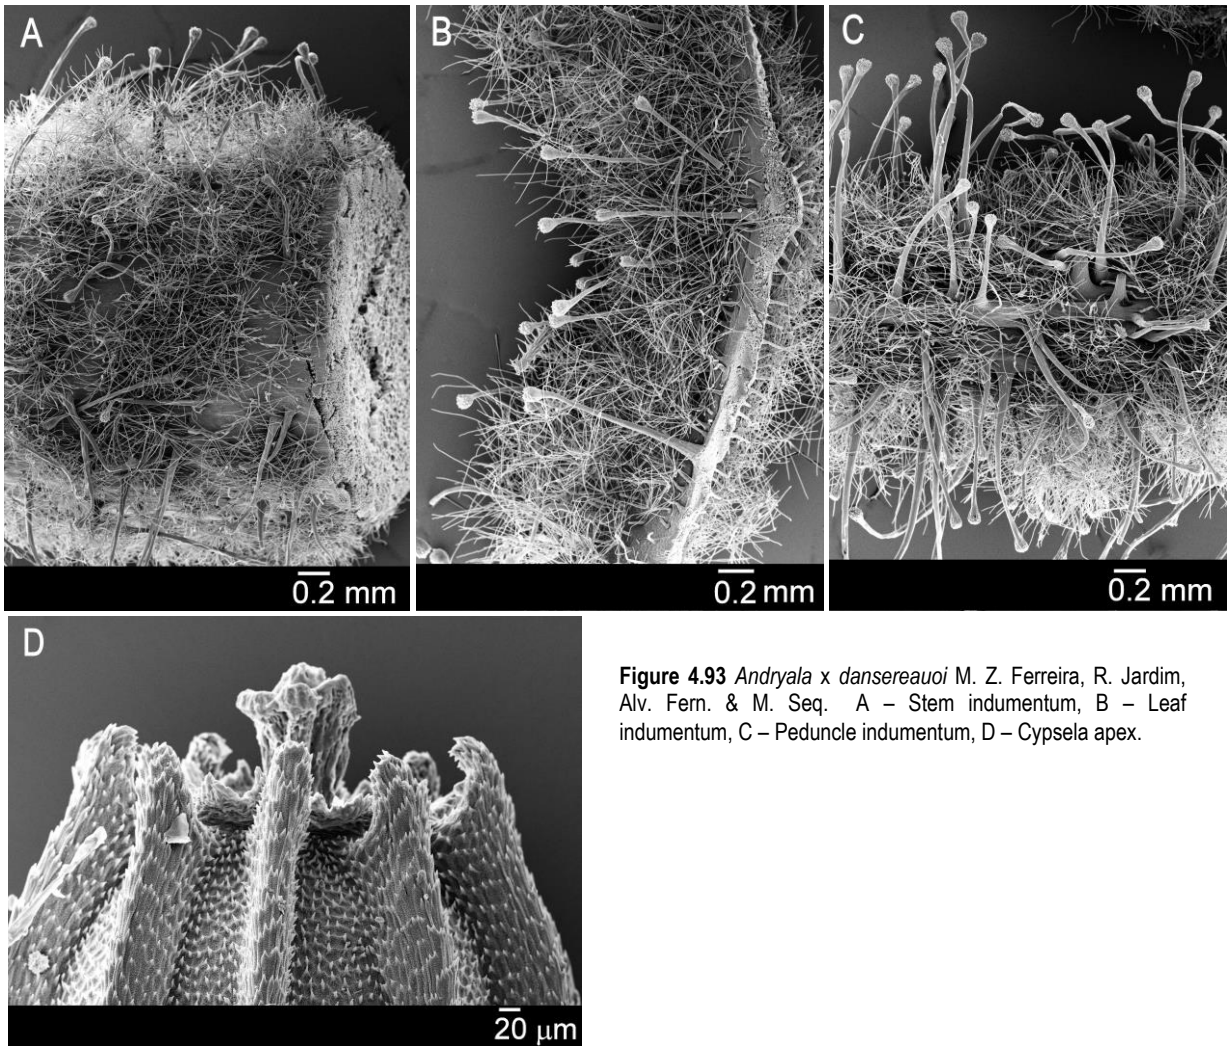 A
B
C
0.2 mm
0.2 mm
0.2 mm
D
Figure 4.93 Andryala x dansereauoi M. Z. Ferreira, R. Jardim,
Alv. Fern. & M. Seq. A – Stem indumentum, B – Leaf
indumentum, C – Peduncle indumentum, D – Cypsela apex.
20 μm